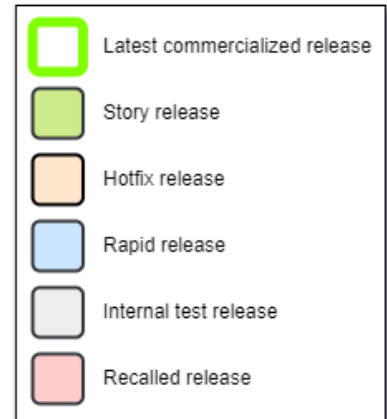 Latest commercialized release
Story release
Hotfix release
Rapid release
Internal test release
Recalled release